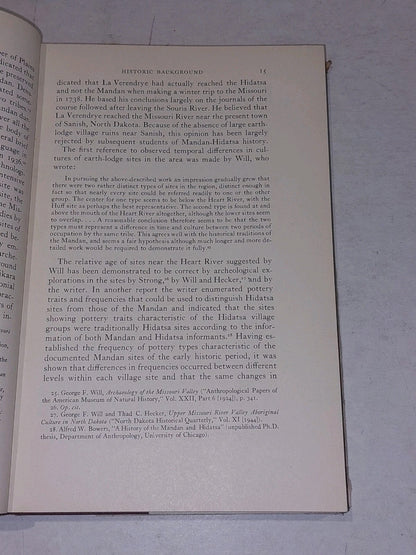 er of Plains
dicated that
HISTORIC BACKGROUND 15
dicated that La Verendrye had actually reached the Hidatsa
and not the Mandan when making a winter trip to the Missouri
in 1738. He based his conclusions largely on the journals of the
course followed after leaving the Souris River. He believed that
La Verendrye reached the Missouri River near the present town
of Sanish, North Dakota. Because of the absence of large earth-
lodge village ruins near Sanish, this opinion has been largely
rejected by subsequent students of Mandan-Hidatsa history.
The first reference to observed temporal differences in cul-
tures of earth-lodge sites in the area was made by Will, who
wrote:
In pursuing the above-described work an impression gradually grew that
there were two rather distinct types of sites in the region, distinct enough in
fact so that nearly every site could be referred readily to one or the other
group. The center for one type seems to be below the Heart River, with the
Huff site as perhaps the best representative. The second type is found at and
above the mouth of the Heart River altogether, although the lower sites seem
to overlap. . . . A reasonable conclusion therefore seems to be that the two
types must represent a difference in time and culture between two periods of
occupation by the same tribe. This agrees well with the historical traditions of
the Mandan, and seems a fair hypothesis although much longer and more de-
tailed work would be required to demonstrate it fully.²⁵
The relative age of sites near the Heart River suggested by
Will has been demonstrated to be correct by archeological ex-
plorations in the sites by Strong,²⁶ by Will and Hecker,²⁷ and by
the writer. In another report the writer enumerated pottery
traits and frequencies that could be used to distinguish Hidatsa
sites from those of the Mandan and indicated that the sites
showing pottery traits characteristic of the Hidatsa village
groups were traditionally Hidatsa sites according to the infor-
mation of both Mandan and Hidatsa informants.²⁸ Having es-
tablished the frequency of pottery types characteristic of the
documented Mandan sites of the early historic period, it was
shown that differences in frequencies occurred between different
levels within each village site and that the same changes in
25. George F. Will, Archaeology of the Missouri Valley ("Anthropological Papers of
the American Museum of Natural History," Vol. XXII, Part 6 [1924]), p. 341.
26. Op. cit.
27. George F. Will and Thad C. Hecker, Upper Missouri River Valley Aboriginal
Culture in North Dakota ("North Dakota Historical Quarterly," Vol. XI [1944]).
28. Alfred W. Bowers, "A History of the Mandan and Hidatsa" (unpublished Ph.D.
thesis, Department of Anthropology, University of Chicago).